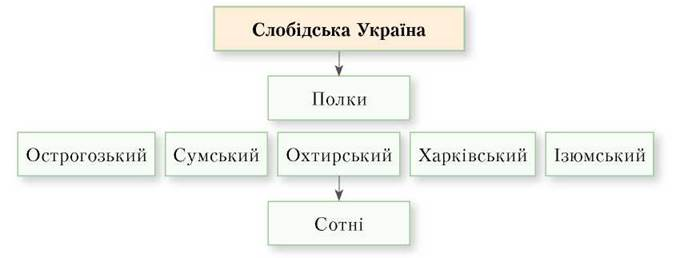 Слобідська Україна
Полки
Острогозький Сумський Охтирський Харківський Ізюмський
Сотні